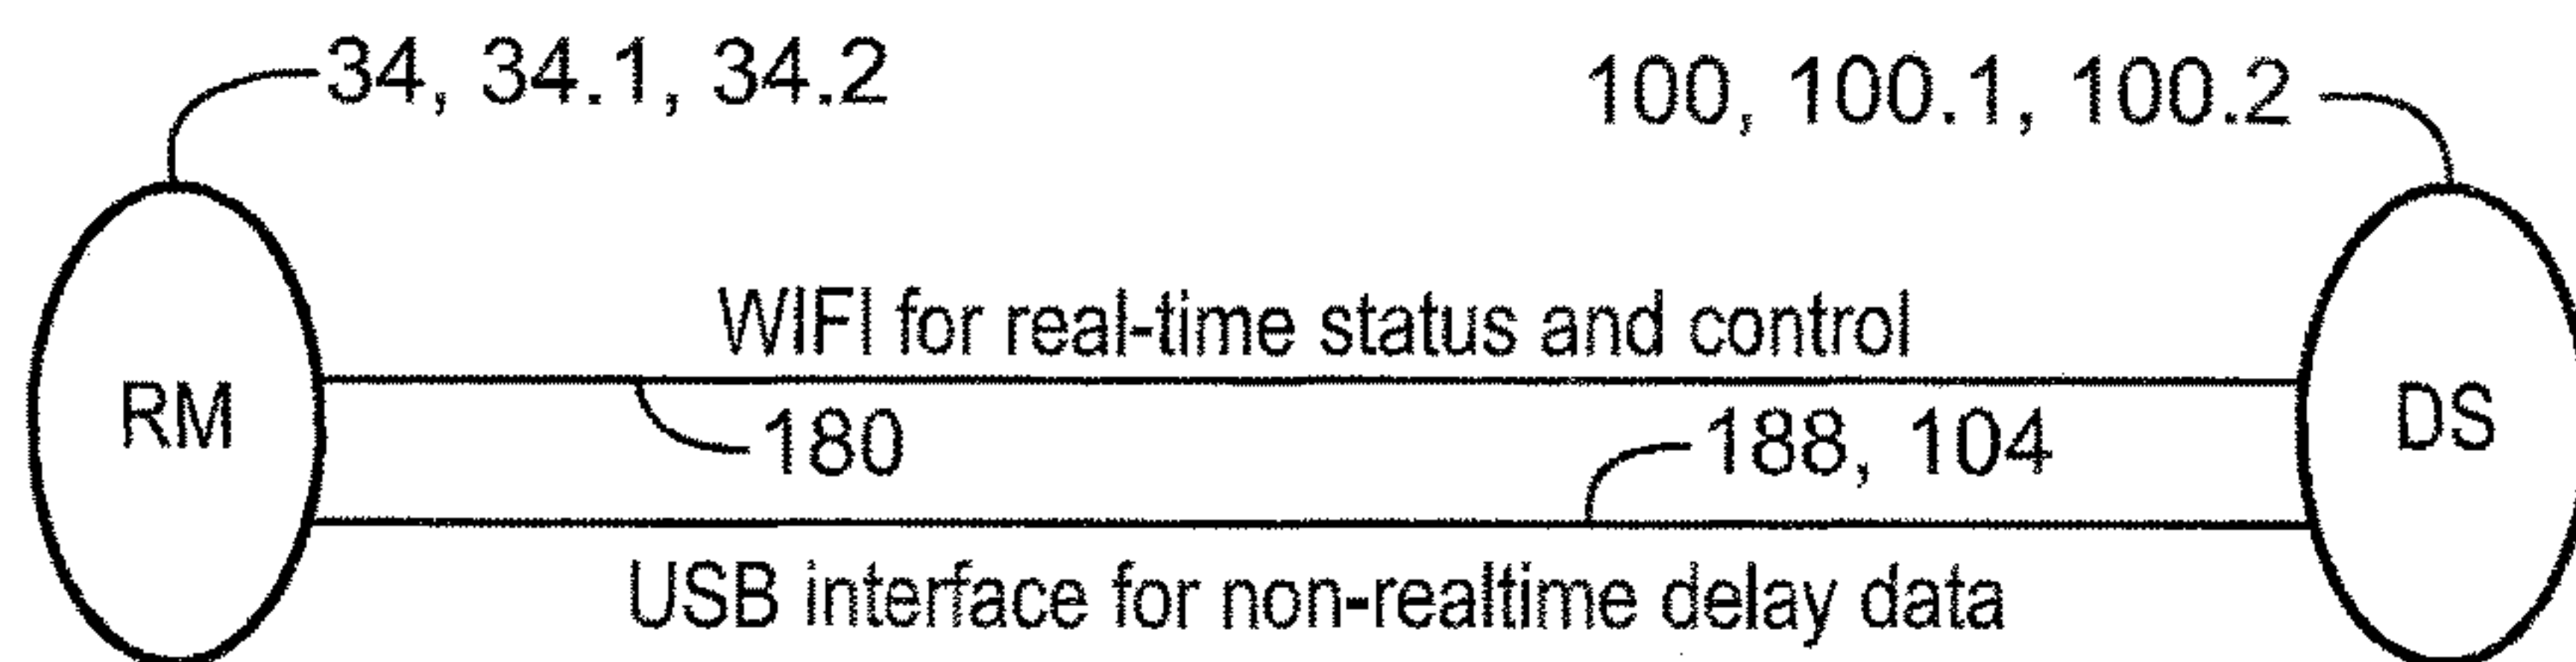 34, 34.1, 34.2
100, 100.1, 100.2
WIFI for real-time status and control
RM
DS
180
188, 104
USB interface for non-realtime delay data